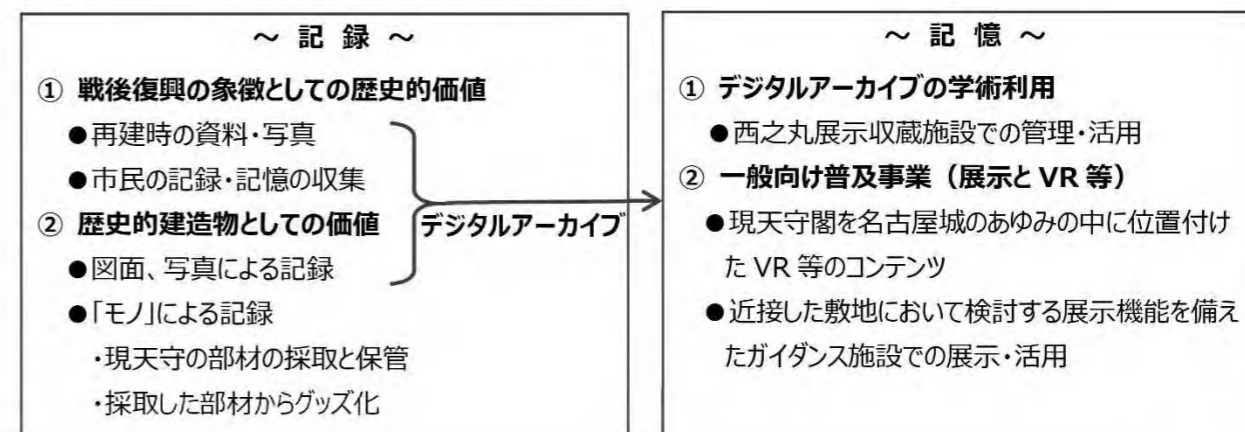 ～ 記 録 ～
① 戦後復興の象徴としての歴史的価値
●再建時の資料・写真
●市民の記録・記憶の収集
② 歴史的建造物としての価値
●図面、写真による記録
●「モノ」による記録
・現天守の部材の採取と保管
・採取した部材からグッズ化
デジタルアーカイブ
～ 記 憶 ～
① デジタルアーカイブの学術利用
●西之丸展示収蔵施設での管理・活用
② 一般向け普及事業（展示と VR 等）
●現天守閣を名古屋城のあゆみの中に位置付け
た VR 等のコンテンツ
●近接した敷地において検討する展示機能を備え
たガイダンス施設での展示・活用